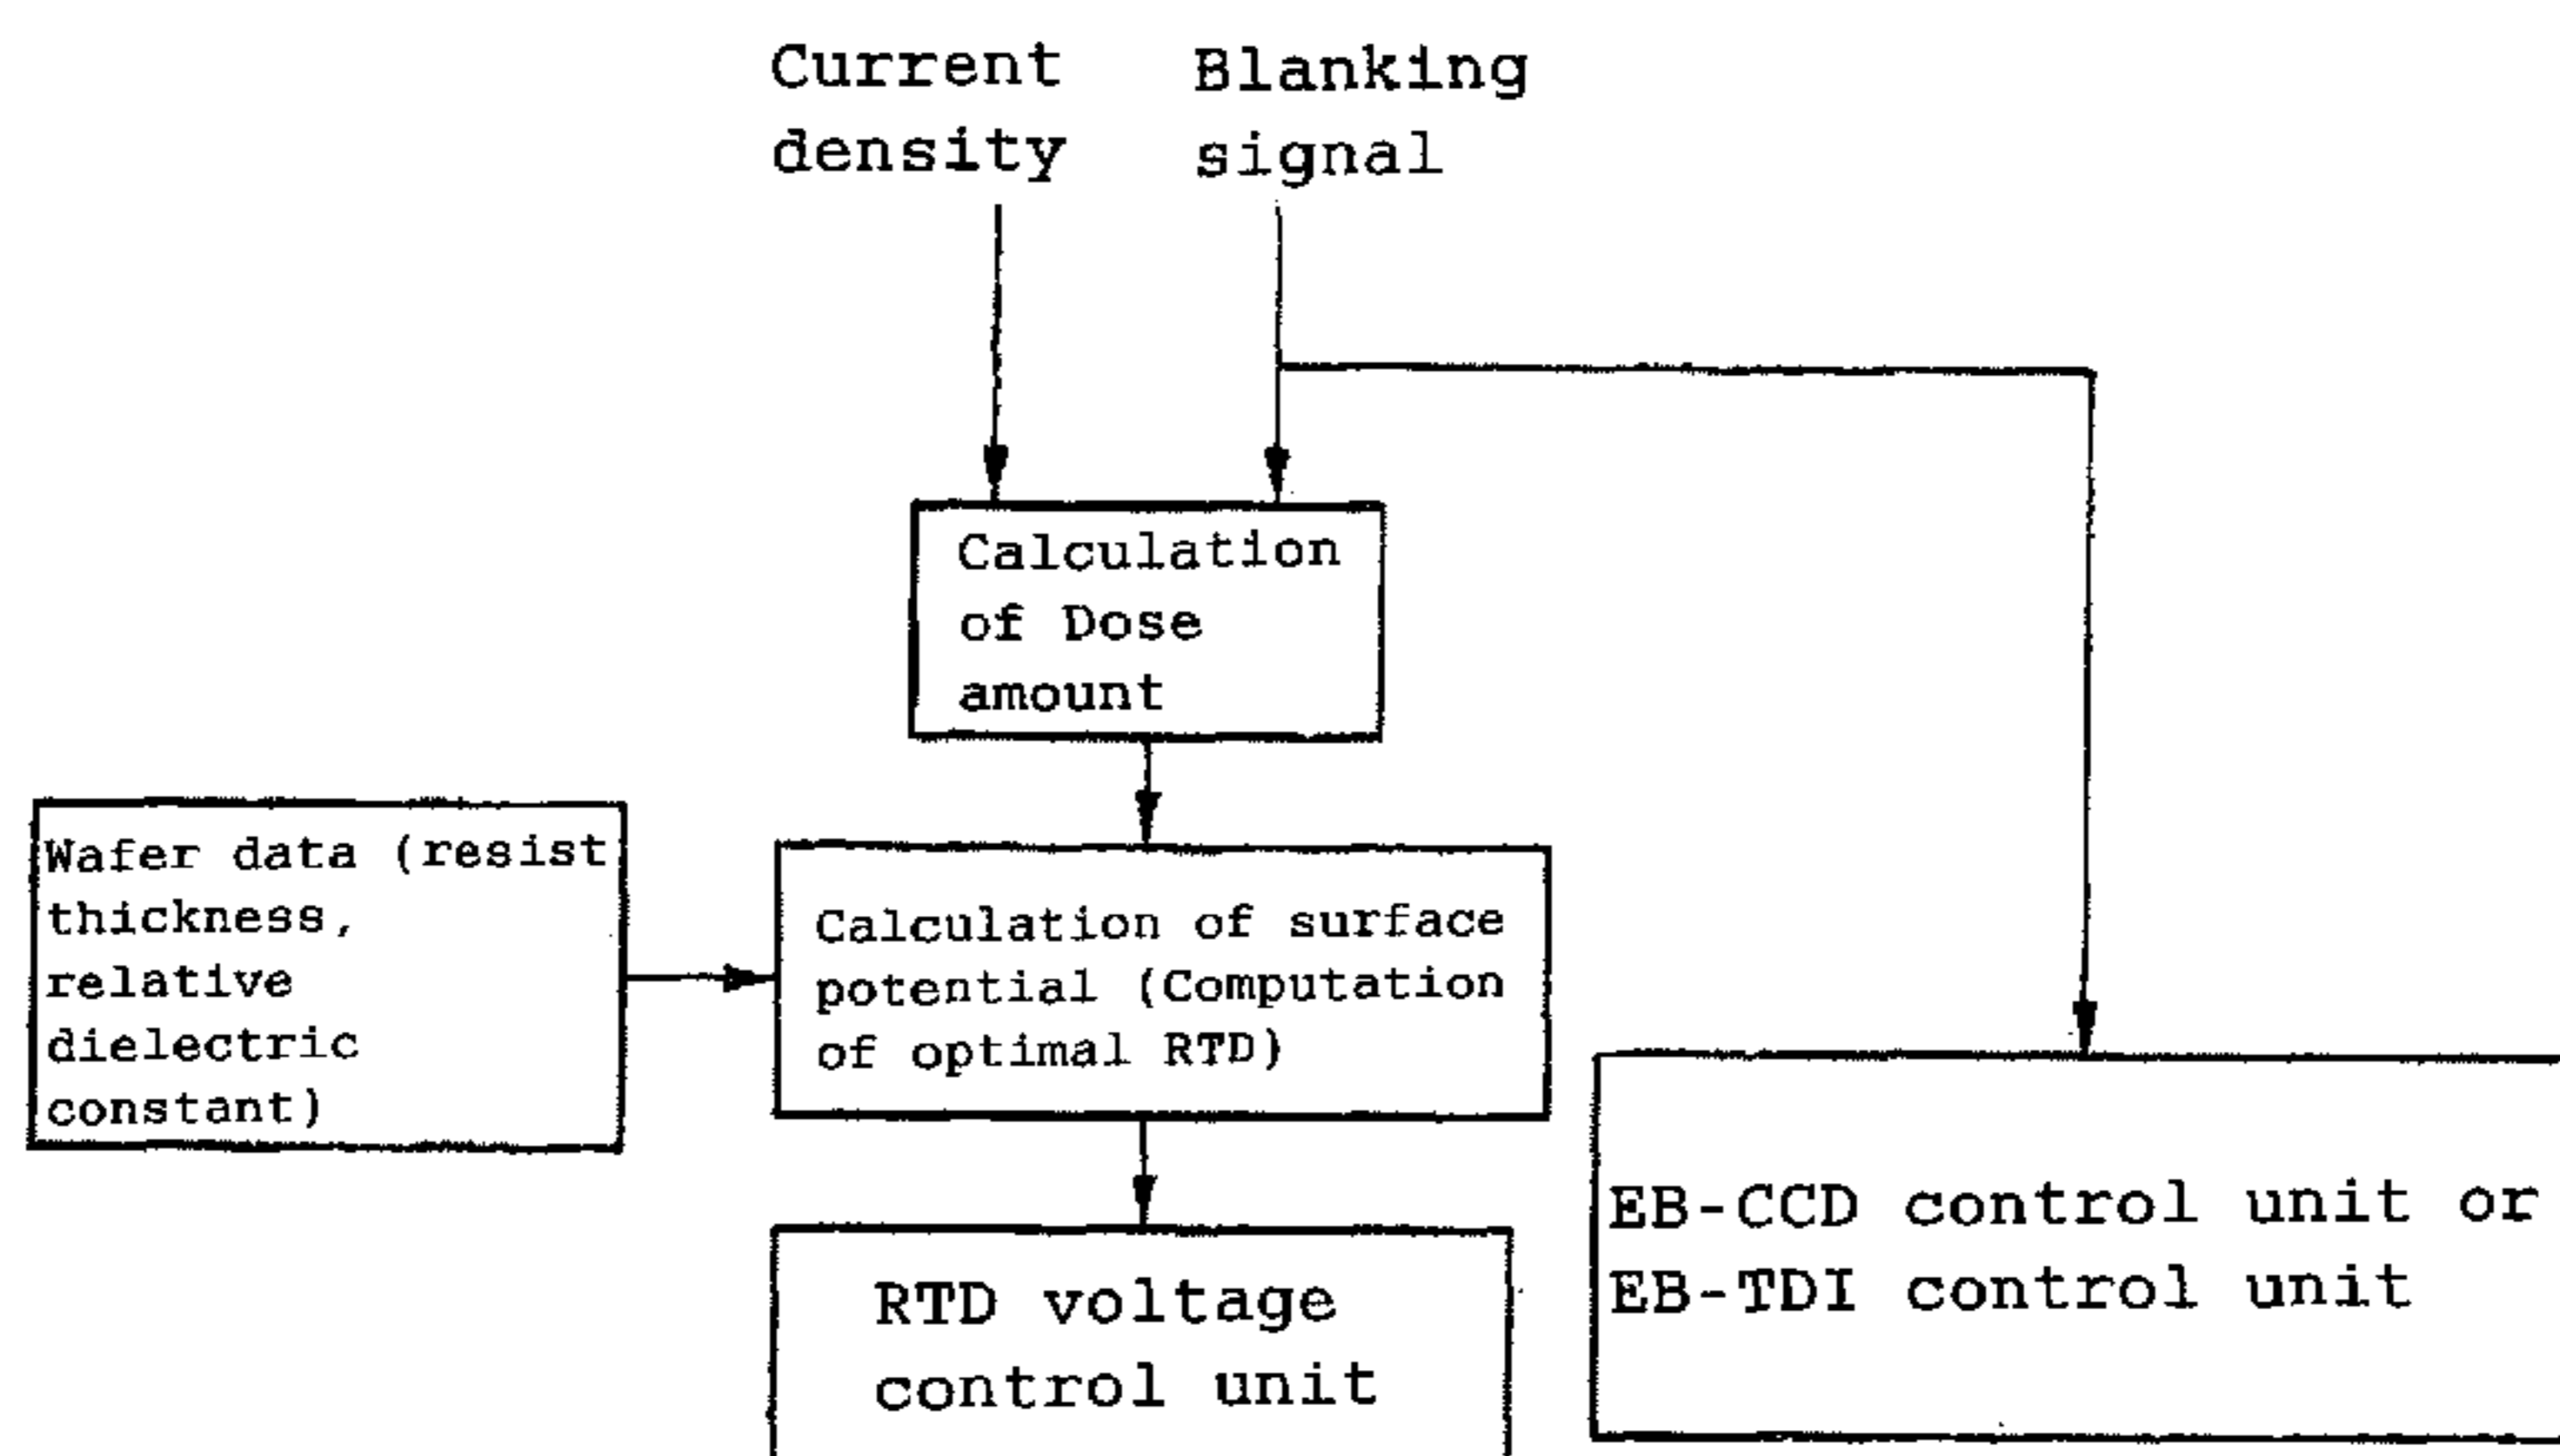 Current
density
Blanking
signal
Calculation
of Dose
amount
Wafer data (resist
thickness,
relative
dielectric
constant)
Calculation of surface
potential (Computation
of optimal RTD)
EB-CCD control unit or
EB-TDI control unit
RTD voltage
control unit